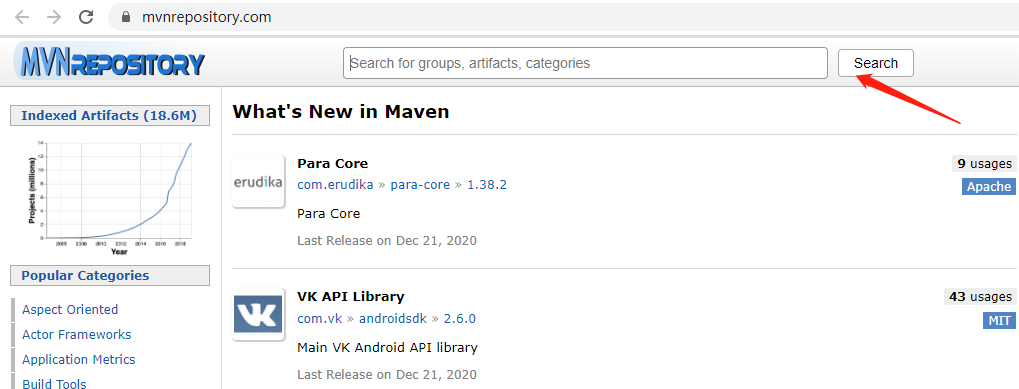 mvnrepository.com
MVNREPOSITORY
Search for groups, artifacts, categories
Search
Indexed Artifacts (18.6M)
Projects (millions)
Year
Popular Categories
Aspect Oriented
Actor Frameworks
Application Metrics
Build Tools
What's New in Maven
erudika
Para Core
9 usages
com.erudika » para-core » 1.38.2
Apache
Para Core
Last Release on Dec 21, 2020
VK API Library
43 usages
com.vk » androidsdk » 2.6.0
MIT
Main VK Android API library
Last Release on Dec 21, 2020